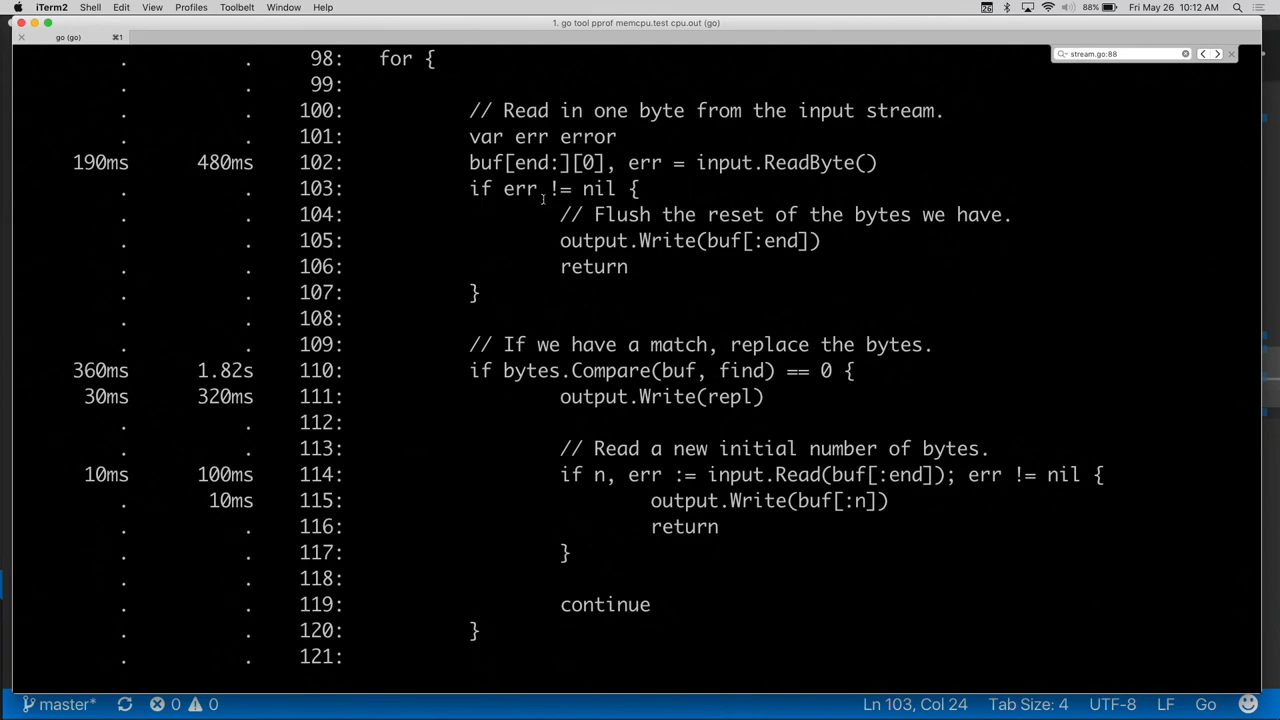 iTerm2 Shell Edit View Profiles Toolbelt Window Help 26 88% Fri May 26 10:12 AM
1. go tool pprof memcpu.test cpu.out (go)
go (go) ⌘1
stream.go:88
. . 98: for {
. . 99:
. . 100: // Read in one byte from the input stream.
. . 101: var err error
190ms 480ms 102: buf[end:][0], err = input.ReadByte()
. . 103: if err != nil {
. . 104: // Flush the reset of the bytes we have.
. . 105: output.Write(buf[:end])
. . 106: return
. . 107: }
. . 108:
. . 109: // If we have a match, replace the bytes.
360ms 1.82s 110: if bytes.Compare(buf, find) == 0 {
30ms 320ms 111: output.Write(repl)
. . 112:
. . 113: // Read a new initial number of bytes.
10ms 100ms 114: if n, err := input.Read(buf[:end]); err != nil {
. 10ms 115: output.Write(buf[:n])
. . 116: return
. . 117: }
. . 118:
. . 119: continue
. . 120: }
. . 121:
master* 0 0 Ln 103, Col 24 Tab Size: 4 UTF-8 LF Go